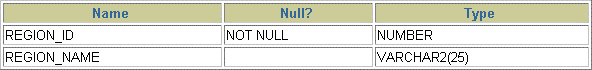 Name Null? Type
REGION_ID NOT NULL NUMBER
REGION_NAME VARCHAR2(25)